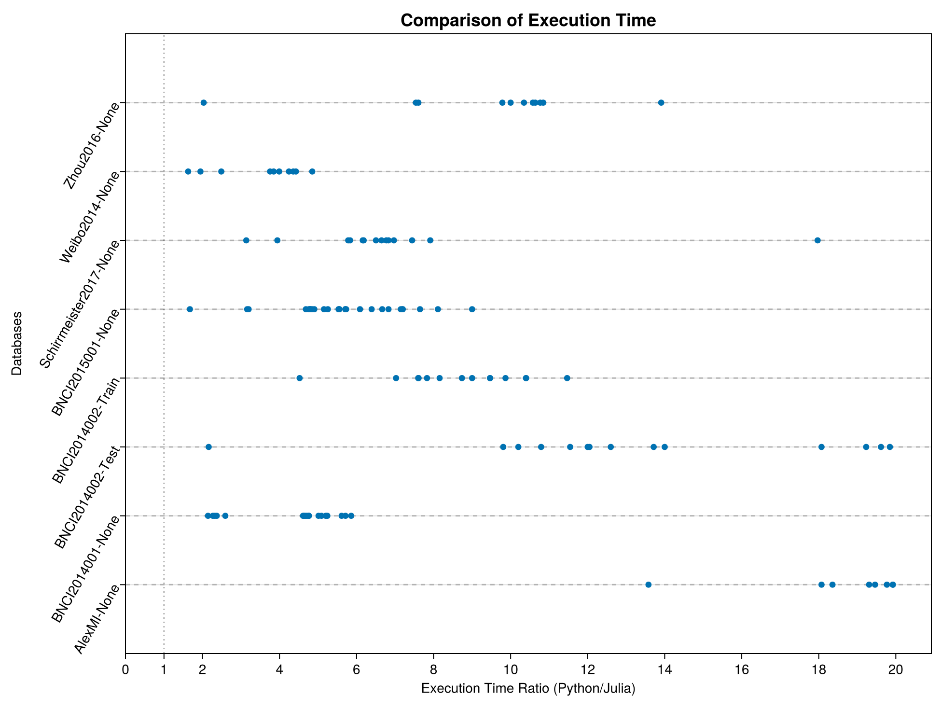 Comparison of Execution Time
Databases
Zhou2016-None
Weibo2014-None
Schirrmeister2017-None
BNCI2015001-None
BNCI2014002-Train
BNCI2014002-Test
BNCI2014001-None
AlexMI-None
0 1 2 4 6 8 10 12 14 16 18 20
Execution Time Ratio (Python/Julia)